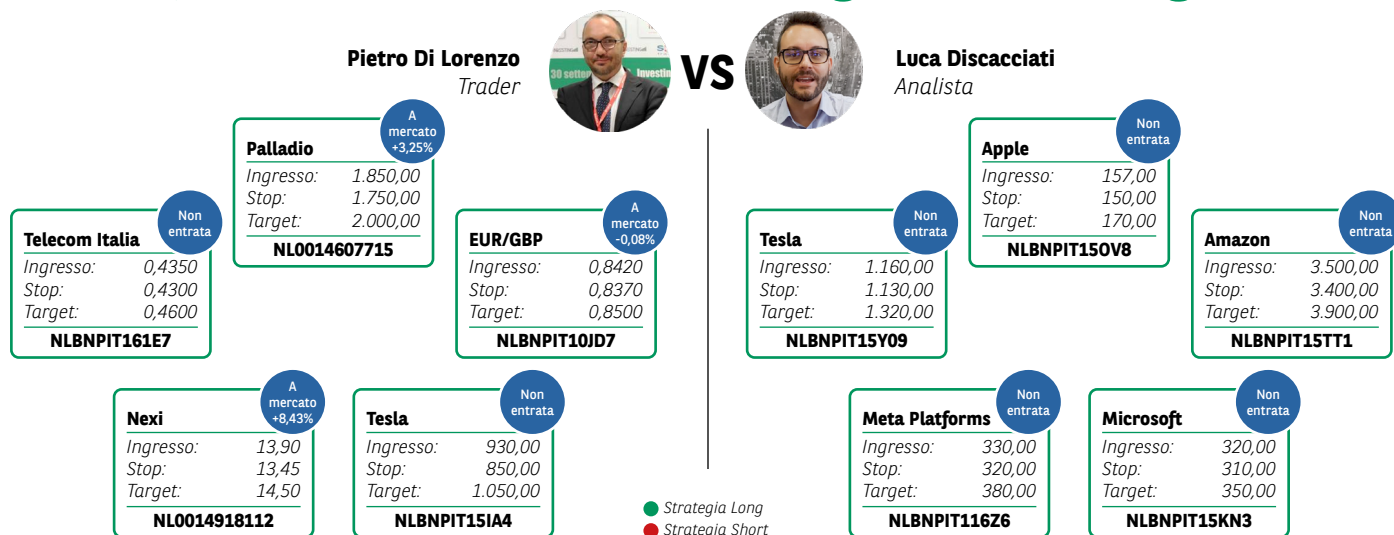 Pietro Di Lorenzo
Trader
30 settem
Investin
VS
Luca Discacciati
Analista
A
mercato
+3,25%
Palladio
Ingresso: 1.850,00
Stop: 1.750,00
Target: 2.000,00
NL0014607715
Non
entrata
Telecom Italia
Ingresso: 0,4350
Stop: 0,4300
Target: 0,4600
NLBNPIT161E7
A
mercato
-0,08%
EUR/GBP
Ingresso: 0,8420
Stop: 0,8370
Target: 0,8500
NLBNPIT10JD7
A
mercato
+8,43%
Nexi
Ingresso: 13,90
Stop: 13,45
Target: 14,50
NL0014918112
Non
entrata
Tesla
Ingresso: 930,00
Stop: 850,00
Target: 1.050,00
NLBNPIT15IA4
Non
entrata
Apple
Ingresso: 157,00
Stop: 150,00
Target: 170,00
NLBNPIT15OV8
Non
entrata
Tesla
Ingresso: 1.160,00
Stop: 1.130,00
Target: 1.320,00
NLBNPIT15Y09
Non
entrata
Amazon
Ingresso: 3.500,00
Stop: 3.400,00
Target: 3.900,00
NLBNPIT15TT1
Non
entrata
Meta Platforms
Ingresso: 330,00
Stop: 320,00
Target: 380,00
NLBNPIT116Z6
Non
entrata
Microsoft
Ingresso: 320,00
Stop: 310,00
Target: 350,00
NLBNPIT15KN3
Strategia Long
Strategia Short